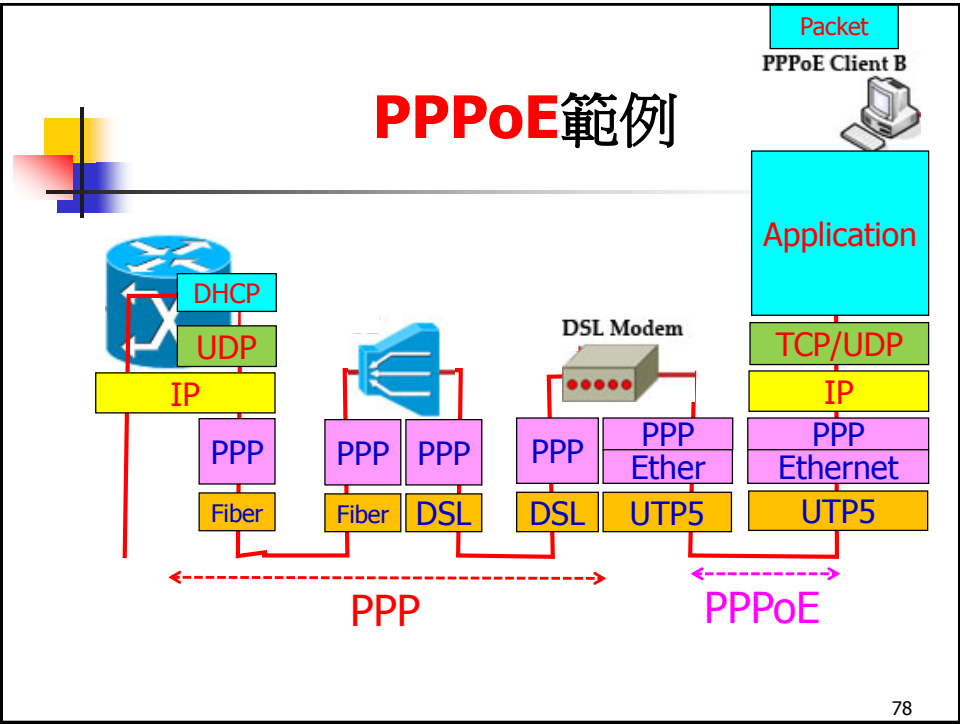 Packet
PPPoE Client B
PPPoE範例
Application
DHCP
UDP
DSL Modem
TCP/UDP
IP
IP
PPP
PPP
PPP
PPP
PPP
Ether
PPP
Ethernet
Fiber
Fiber
DSL
DSL
UTP5
UTP5
PPP
PPPoE
78